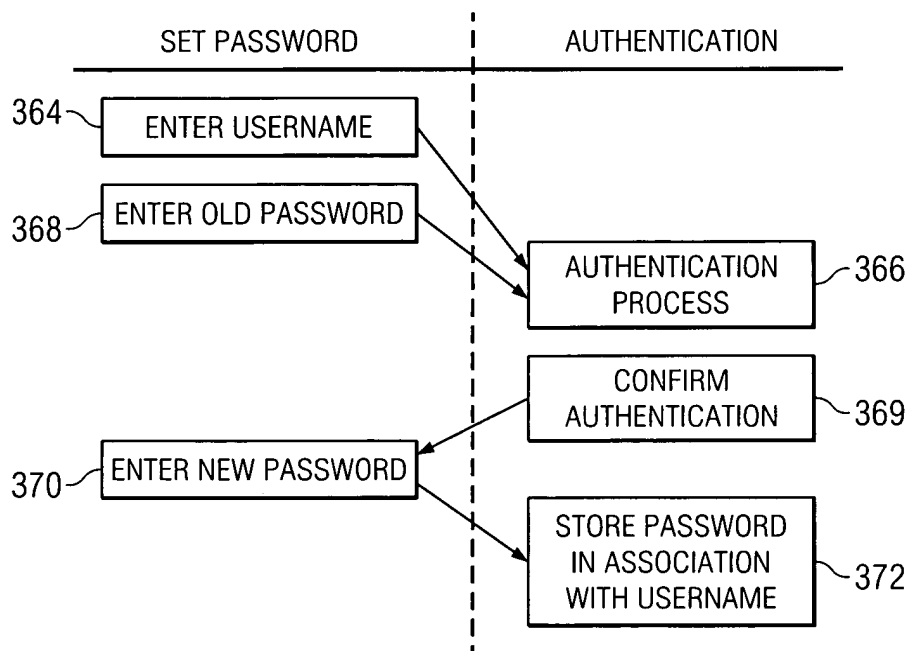 SET PASSWORD
AUTHENTICATION
364
ENTER USERNAME
368
ENTER OLD PASSWORD
AUTHENTICATION
PROCESS
366
CONFIRM
AUTHENTICATION
369
370
ENTER NEW PASSWORD
STORE PASSWORD
IN ASSOCIATION
WITH USERNAME
372